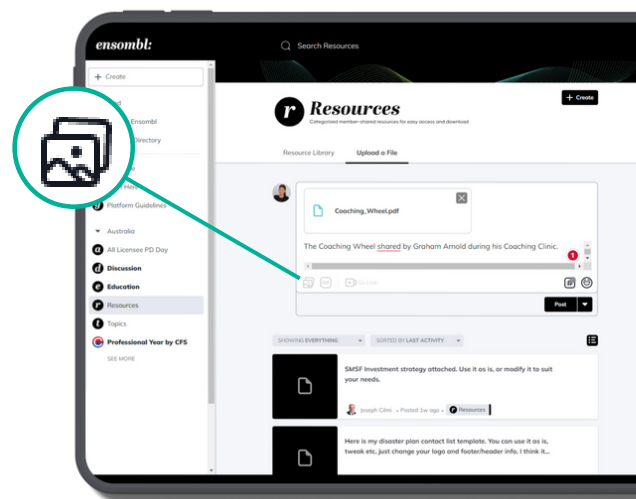 ensombl:
Search Resources
+ Create
Ensombl
Directory
Here
Platform Guidelines
Australia
a All Licensee PD Day
d Discussion
e Education
r Resources
t Topics
Professional Year by CFS
SEE MORE
r Resources
Categorized member-shared resources for easy access and download
+ Create
Resource Library Upload a File
Coaching_Wheel.pdf
The Coaching Wheel shared by Graham Arnold during his Coaching Clinic.
1
GIF
Post
SHOWING EVERYTHING SORTED BY LAST ACTIVITY
SMSF Investment strategy attached. Use it as is, or modify it to suit
your needs.
Joseph Clinu • Posted 1w ago • r Resources
Here is my disaster plan contact list template. You can use it as is,
tweak etc, just change your logo and footer/header info. I think it...